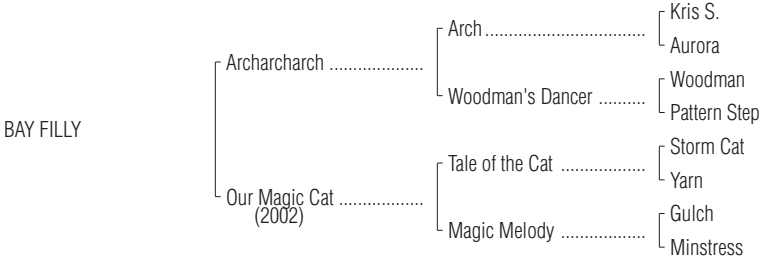 Kris S.
Arch ................................
Aurora
Archarcharch ...................
Woodman
Woodman's Dancer .........
Pattern Step
BAY FILLY
Storm Cat
Tale of the Cat .................
Yarn
Our Magic Cat .................
(2002)
Gulch
Magic Melody .................
Minstress